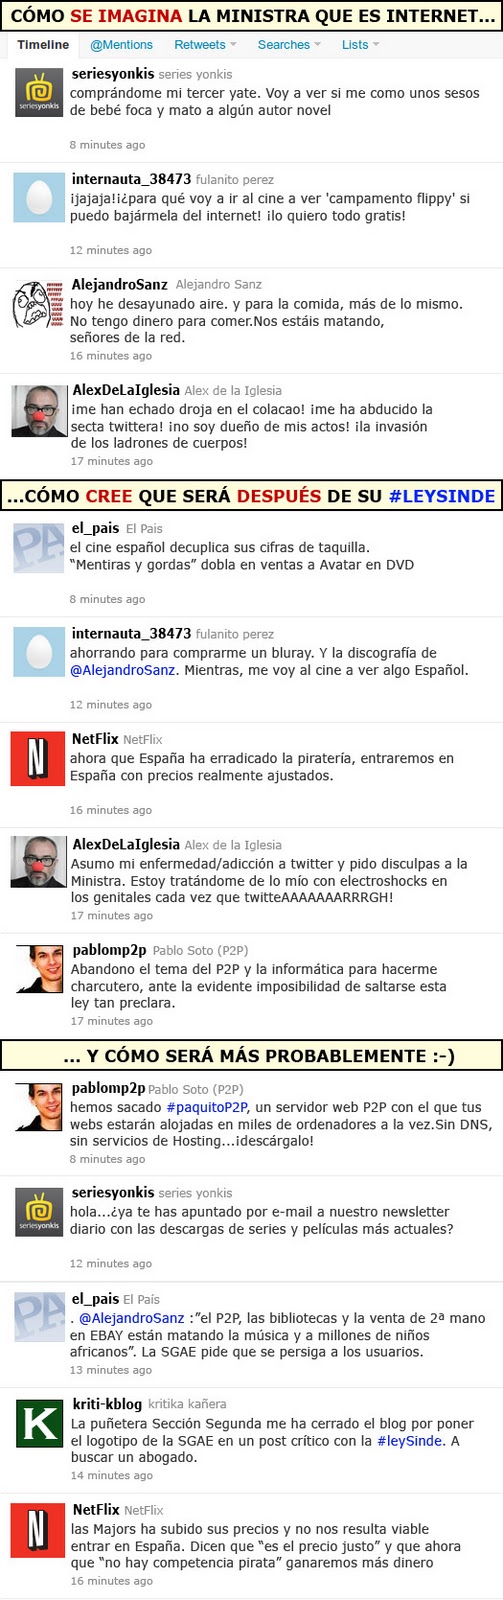 CÓMO SE IMAGINA LA MINISTRA QUE ES INTERNET...
Timeline @Mentions Retweets Searches Lists
seriesyonkis series yonkis
comprándome mi tercer yate. Voy a ver si me como unos sesos
de bebé foca y mato a algún autor novel
seriesyonkis
8 minutes ago
internauta_38473 fulanito perez
¡jajaja!¡¿para qué voy a ir al cine a ver 'campamento flippy' si
puedo bajármela del internet! ¡lo quiero todo gratis!
12 minutes ago
AlejandroSanz Alejandro Sanz
hoy he desayunado aire. y para la comida, más de lo mismo.
No tengo dinero para comer.Nos estáis matando,
señores de la red.
16 minutes ago
AlexDeLaIglesia Alex de la Iglesia
¡me han echado droja en el colacao! ¡me ha abducido la
secta twittera! ¡no soy dueño de mis actos! ¡la invasión
de los ladrones de cuerpos!
17 minutes ago
...CÓMO CREE QUE SERÁ DESPUÉS DE SU #LEYSINDE
PA
el_pais El Pais
el cine español decuplica sus cifras de taquilla.
“Mentiras y gordas” dobla en ventas a Avatar en DVD
8 minutes ago
internauta_38473 fulanito perez
ahorrando para comprarme un bluray. Y la discografía de
@AlejandroSanz. Mientras, me voy al cine a ver algo Español.
12 minutes ago
N
NetFlix NetFlix
ahora que España ha erradicado la piratería, entraremos en
España con precios realmente ajustados.
16 minutes ago
AlexDeLaIglesia Alex de la Iglesia
Asumo mi enfermedad/adicción a twitter y pido disculpas a la
Ministra. Estoy tratándome de lo mío con electroshocks en
los genitales cada vez que twitteAAAAAAARRRGH!
17 minutes ago
pablomp2p Pablo Soto (P2P)
Abandono el tema del P2P y la informática para hacerme
charcutero, ante la evidente imposibilidad de saltarse esta
ley tan preclara.
17 minutes ago
... Y CÓMO SERÁ MÁS PROBABLEMENTE :-)
pablomp2p Pablo Soto (P2P)
hemos sacado #paquitoP2P, un servidor web P2P con el que tus
webs estarán alojadas en miles de ordenadores a la vez.Sin DNS,
sin servicios de Hosting...¡descárgalo!
8 minutes ago
seriesyonkis series yonkis
hola...¿ya te has apuntado por e-mail a nuestro newsletter
diario con las descargas de series y películas más actuales?
seriesyonkis
12 minutes ago
PA
el_pais El País
. @AlejandroSanz :”el P2P, las bibliotecas y la venta de 2ª mano
en EBAY están matando la música y a millones de niños
africanos”. La SGAE pide que se persiga a los usuarios.
13 minutes ago
K
kriti-kblog kritika kañera
La puñetera Sección Segunda me ha cerrado el blog por poner
el logotipo de la SGAE en un post crítico con la #leySinde. A
buscar un abogado.
14 minutes ago
N
NetFlix NetFlix
las Majors ha subido sus precios y no nos resulta viable
entrar en España. Dicen que “es el precio justo” y que ahora
que “no hay competencia pirata” ganaremos más dinero
16 minutes ago